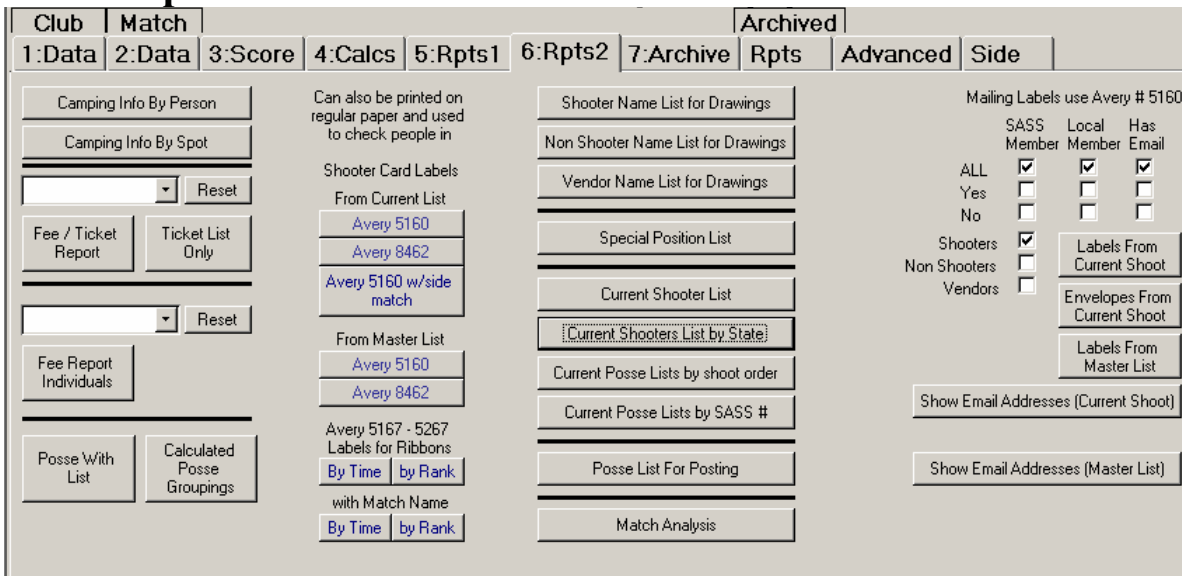 Club Match Archived
1:Data 2:Data 3:Score 4:Calcs 5:Rpts1 6:Rpts2 7:Archive Rpts Advanced Side
Camping Info By Person
Camping Info By Spot
Reset
Fee / Ticket
Report
Ticket List
Only
Reset
Fee Report
Individuals
Posse With
List
Calculated
Posse
Groupings
Can also be printed on
regular paper and used
to check people in
Shooter Card Labels
From Current List
Avery 5160
Avery 8462
Avery 5160 w/side
match
From Master List
Avery 5160
Avery 8462
Avery 5167 - 5267
Labels for Ribbons
By Time by Rank
with Match Name
By Time by Rank
Shooter Name List for Drawings
Non Shooter Name List for Drawings
Vendor Name List for Drawings
Special Position List
Current Shooter List
Current Shooters List by State
Current Posse Lists by shoot order
Current Posse Lists by SASS #
Posse List For Posting
Match Analysis
Mailing Labels use Avery # 5160
SASS Local Has
Member Member Email
ALL
Yes
No
Shooters
Non Shooters
Vendors
Labels From
Current Shoot
Envelopes From
Current Shoot
Labels From
Master List
Show Email Addresses (Current Shoot)
Show Email Addresses (Master List)